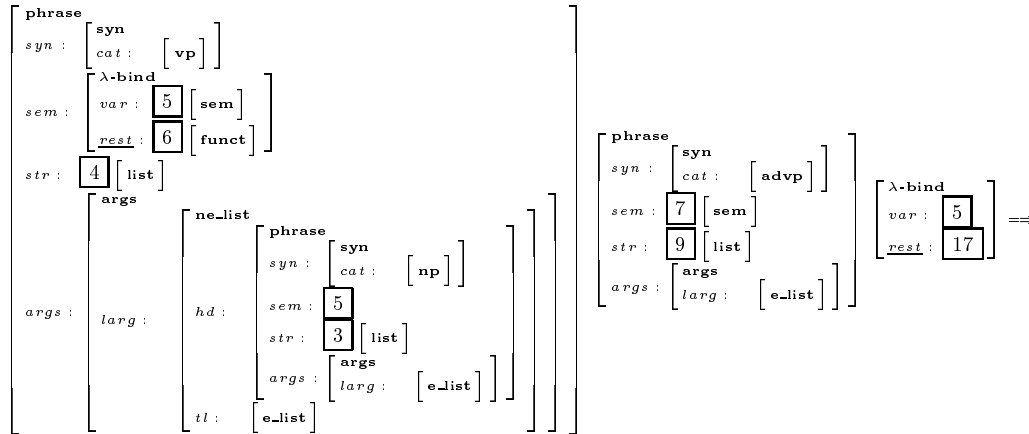 phrase
syn : syn
cat : vp
sem : λ-bind
var : 5 sem
rest : 6 funct
str : 4 list
args : args
larg : ne_list
hd : phrase
syn : syn
cat : np
sem : 5
str : 3 list
args : args
larg : e_list
tl : e_list
phrase
syn : syn
cat : advp
sem : 7 sem
str : 9 list
args : args
larg : e_list
λ-bind
var : 5
rest : 17
⇒